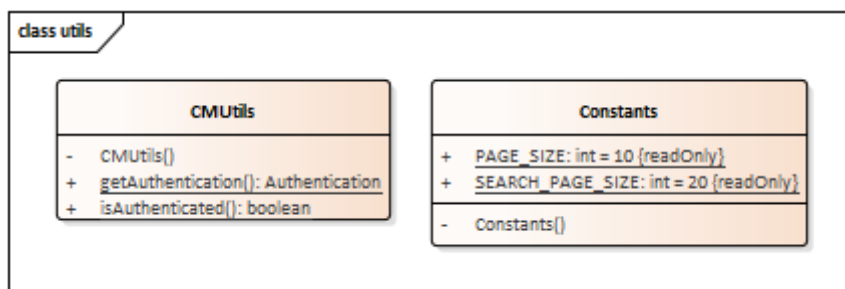 class utils
CMUtils
- CMUtils()
+ getAuthentication(): Authentication
+ isAuthenticated(): boolean
Constants
+ PAGE_SIZE: int = 10 {readOnly}
+ SEARCH_PAGE_SIZE: int = 20 {readOnly}
- Constants()